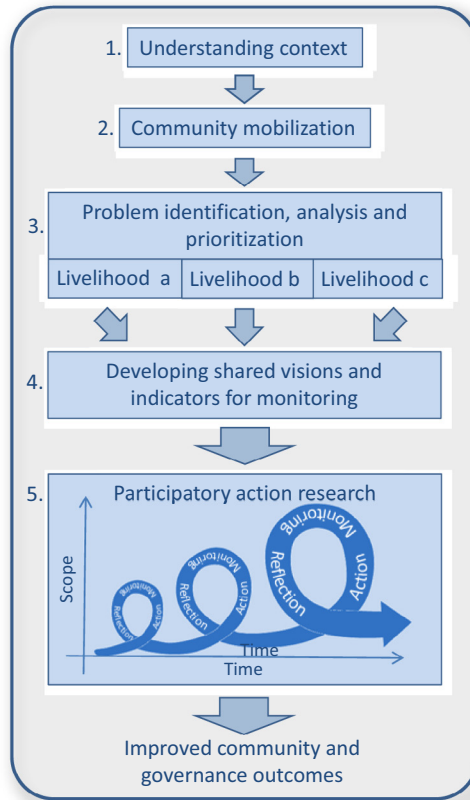 1. Understanding context
2. Community mobilization
3. Problem identification, analysis and
prioritization
Livelihood a Livelihood b Livelihood c
4. Developing shared visions and
indicators for monitoring
5. Participatory action research
Scope
Reflection Monitoring Action
Reflection Monitoring Action
Reflection Monitoring Action
Time
Time
Improved community and
governance outcomes